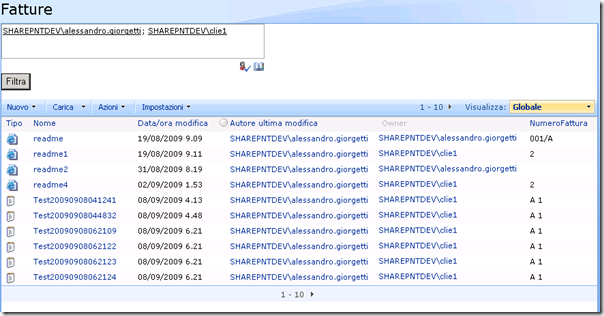 Fatture
SHAREPNTDEV\alessandro.giorgetti; SHAREPNTDEV\clie1
Filtra
Nuovo Carica Azioni Impostazioni 1 - 10 Visualizza: Globale
Tipo Nome Data/ora modifica Autore ultima modifica Owner NumeroFattura
readme 19/08/2009 9.09 SHAREPNTDEV\alessandro.giorgetti SHAREPNTDEV\alessandro.giorgetti 001/A
readme1 19/08/2009 9.11 SHAREPNTDEV\alessandro.giorgetti SHAREPNTDEV\clie1 2
readme2 31/08/2009 8.19 SHAREPNTDEV\alessandro.giorgetti SHAREPNTDEV\alessandro.giorgetti
readme4 02/09/2009 1.53 SHAREPNTDEV\alessandro.giorgetti SHAREPNTDEV\clie1 2
Test20090908041241 08/09/2009 4.13 SHAREPNTDEV\alessandro.giorgetti SHAREPNTDEV\clie1 A 1
Test20090908044832 08/09/2009 4.48 SHAREPNTDEV\alessandro.giorgetti SHAREPNTDEV\clie1 A 1
Test20090908062109 08/09/2009 6.21 SHAREPNTDEV\alessandro.giorgetti SHAREPNTDEV\clie1 A 1
Test20090908062122 08/09/2009 6.21 SHAREPNTDEV\alessandro.giorgetti SHAREPNTDEV\clie1 A 1
Test20090908062123 08/09/2009 6.21 SHAREPNTDEV\alessandro.giorgetti SHAREPNTDEV\clie1 A 1
Test20090908062124 08/09/2009 6.21 SHAREPNTDEV\alessandro.giorgetti SHAREPNTDEV\clie1 A 1
1 - 10